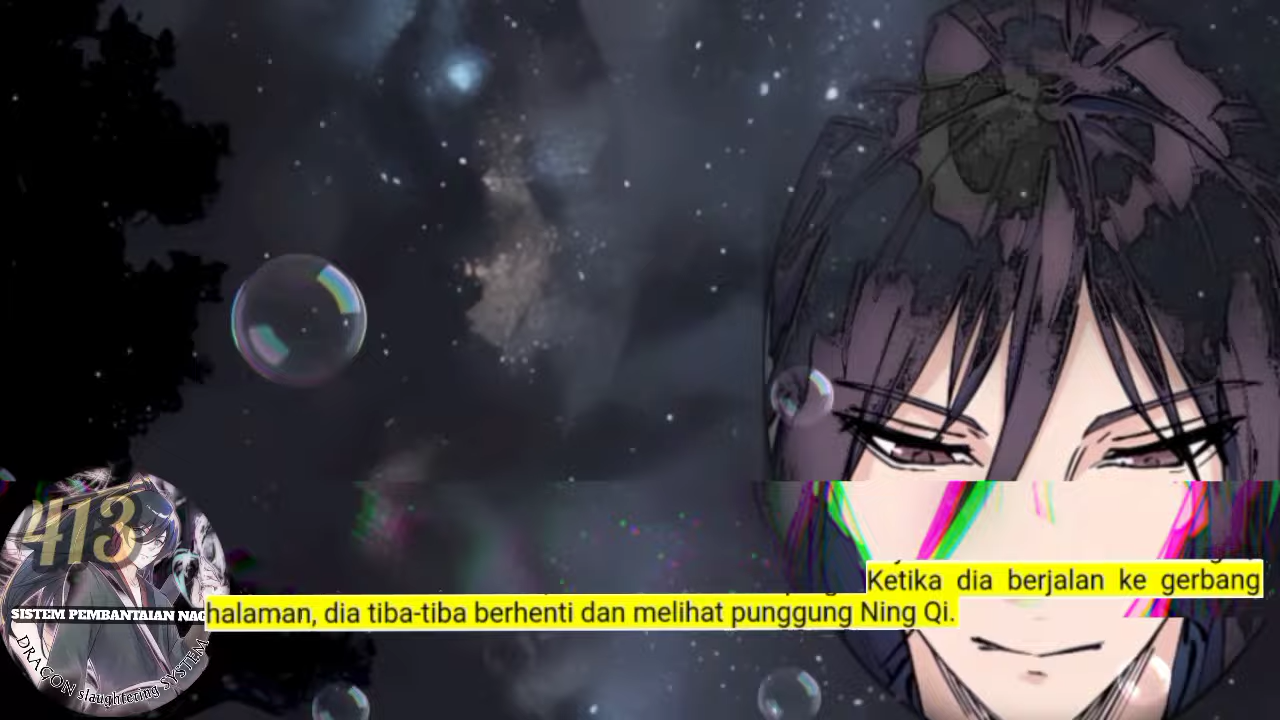 413
SISTEM PEMBANTAIAN NAG
DRAGON slaughtering SYSTEM
Ketika dia berjalan ke gerbang
halaman, dia tiba-tiba berhenti dan melihat punggung Ning Qi.